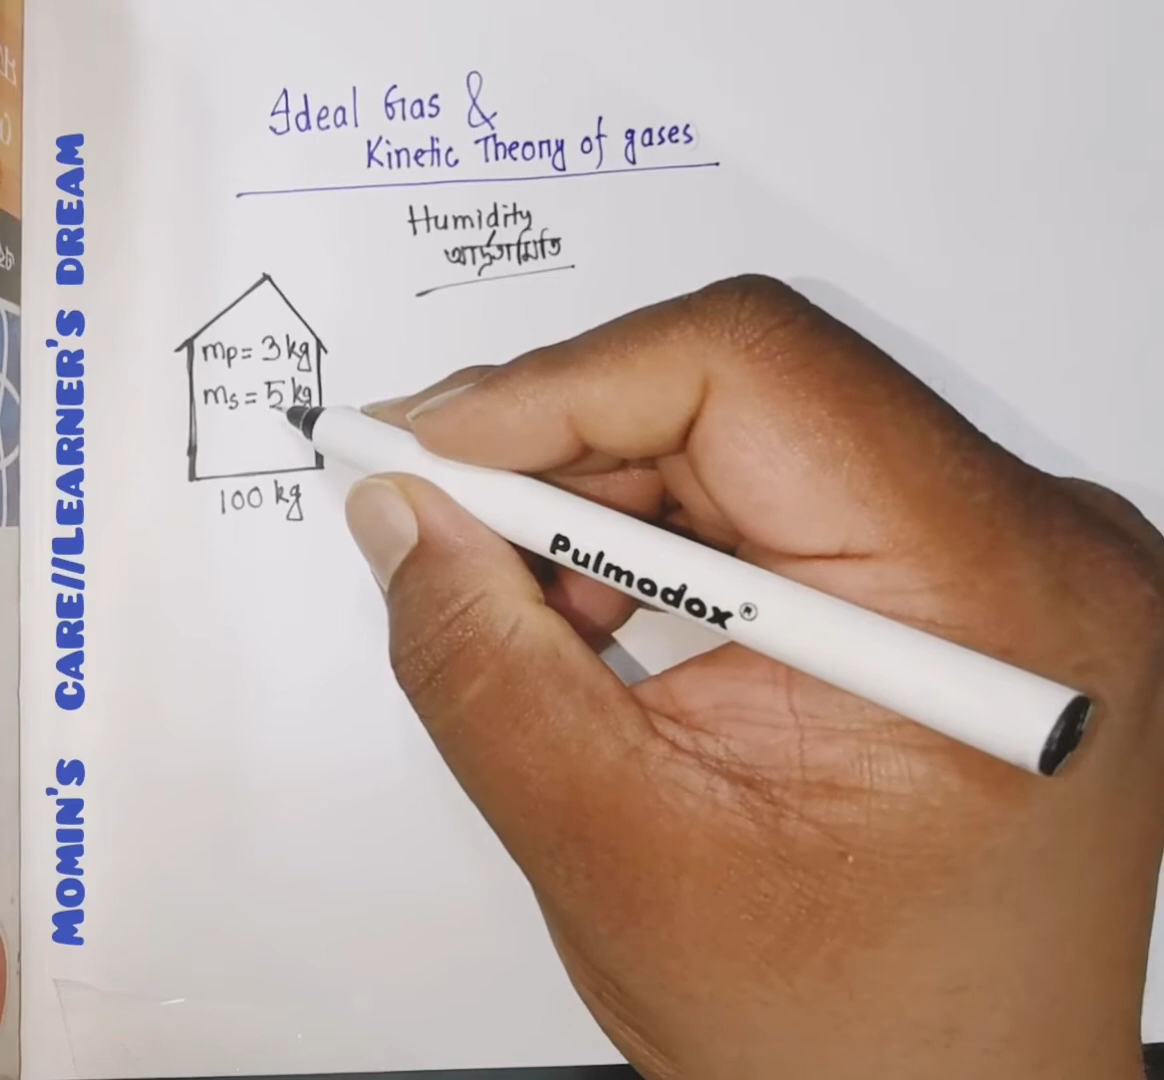 Ideal Gas &
Kinetic Theory of gases
Humidity
আর্দ্রতামিতি
mp = 3 kg
ms = 5 kg
100 kg
Pulmodox®
MOMIN'S CARE//LEARNER'S DREAM